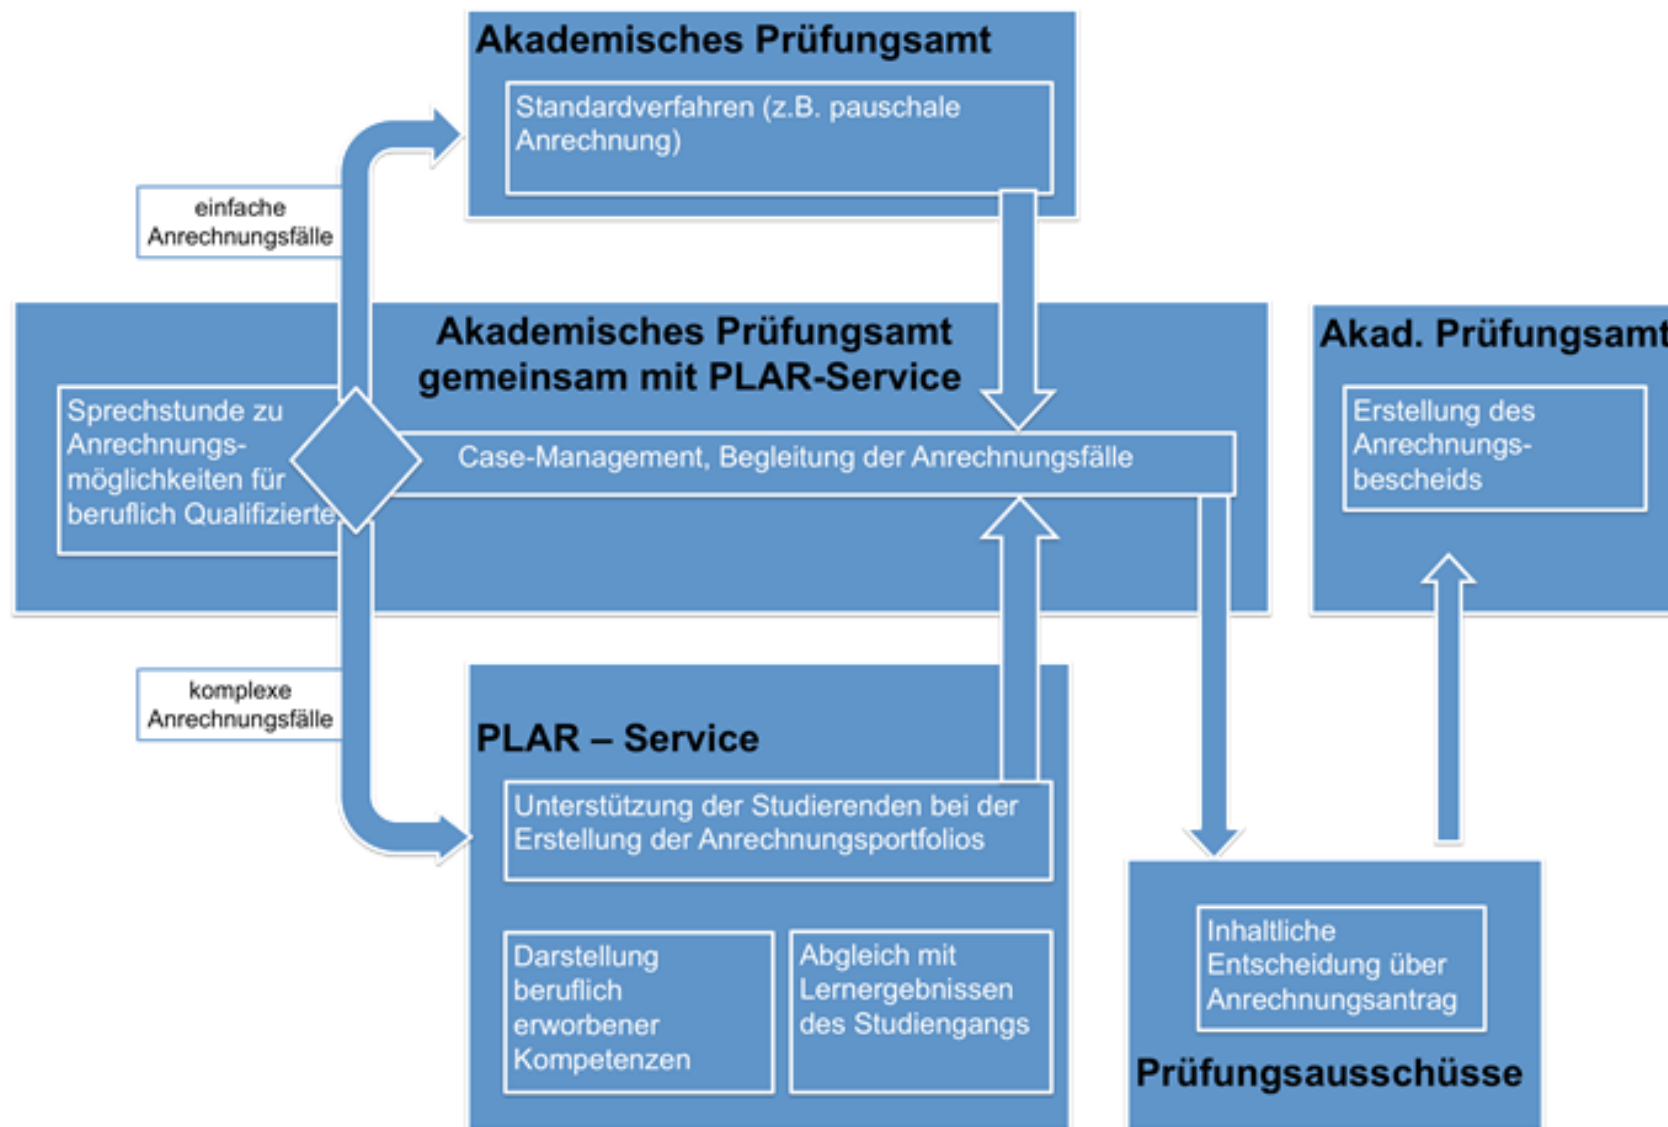 Akademisches Prüfungsamt
Standardverfahren (z.B. pauschale
Anrechnung)
einfache
Anrechnungsfälle
Akademisches Prüfungsamt
gemeinsam mit PLAR-Service
Sprechstunde zu
Anrechnungs-
möglichkeiten für
beruflich Qualifizierte
Case-Management, Begleitung der Anrechnungsfälle
Akad. Prüfungsamt
Erstellung des
Anrechnungs-
bescheids
komplexe
Anrechnungsfälle
PLAR – Service
Unterstützung der Studierenden bei der
Erstellung der Anrechnungsportfolios
Darstellung
beruflich
erworbener
Kompetenzen
Abgleich mit
Lernergebnissen
des Studiengangs
Inhaltliche
Entscheidung über
Anrechnungsantrag
Prüfungsausschüsse